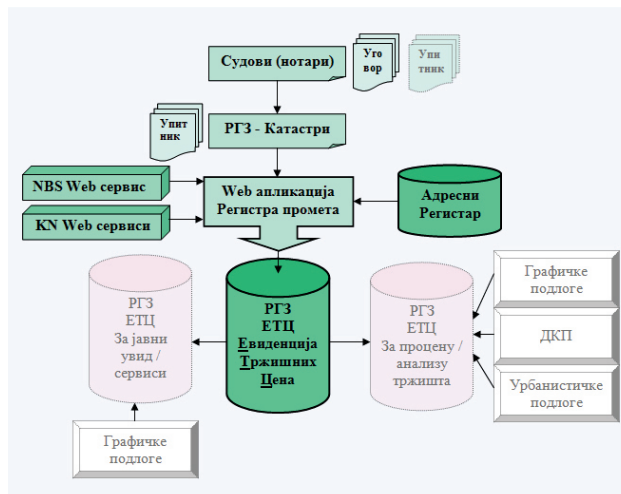 Судови (нотари)
Уго
вор
Упи
тник
Упит
ник
РГЗ - Катастри
NBS Web сервис
KN Web сервиси
Web апликација
Регистра промета
Адресни
Регистар
РГЗ
ЕТЦ
За јавни
увид /
сервиси
РГЗ
ЕТЦ
Евиденција
Тржишних
Цена
РГЗ
ЕТЦ
За процену /
анализу
тржишта
Графичке
подлоге
ДКП
Урбанистичке
подлоге
Графичке
подлоге